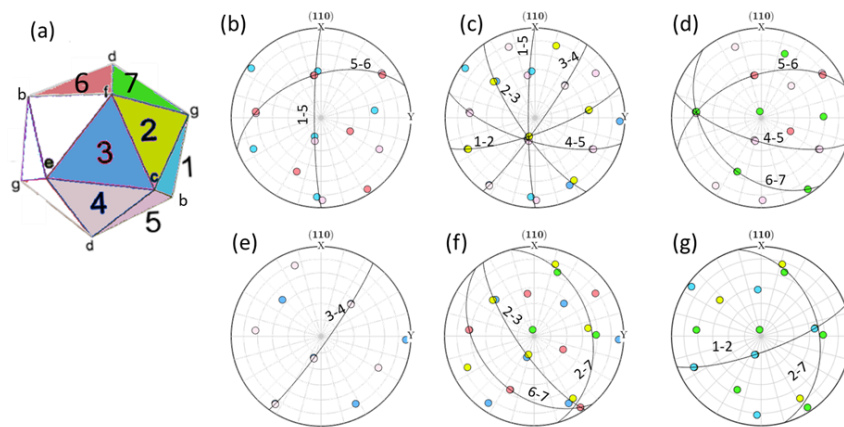 (a)
d
6
7
b
f
g
2
3
1
e
c
g
4
b
5
d
(b)
(110)
X
5-6
1-5
Y
(c)
(110)
X
1-5
3-4
2-3
1-2
4-5
(d)
(110)
X
5-6
4-5
6-7
(e)
(110)
X
3-4
Y
(f)
(110)
X
2-3
Y
2-7
6-7
(g)
(110)
X
1-2
2-7